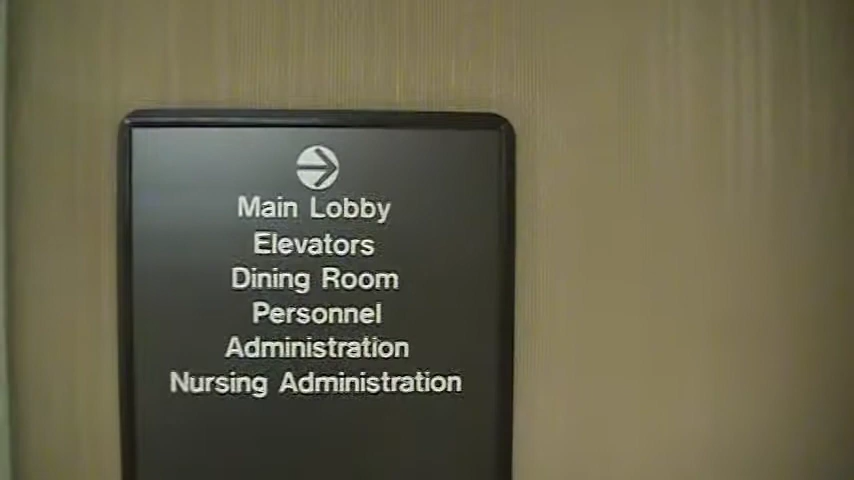 Main Lobby
Elevators
Dining Room
Personnel
Administration
Nursing Administration